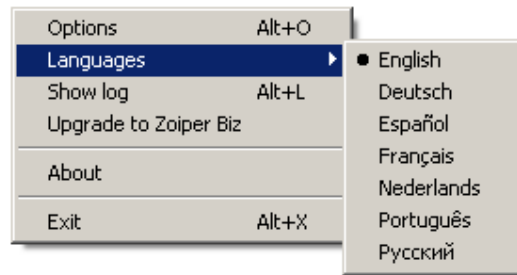 Options Alt+O
Languages
Show log Alt+L
Upgrade to Zoiper Biz
About
Exit Alt+X
English
Deutsch
Español
Français
Nederlands
Português
Русский